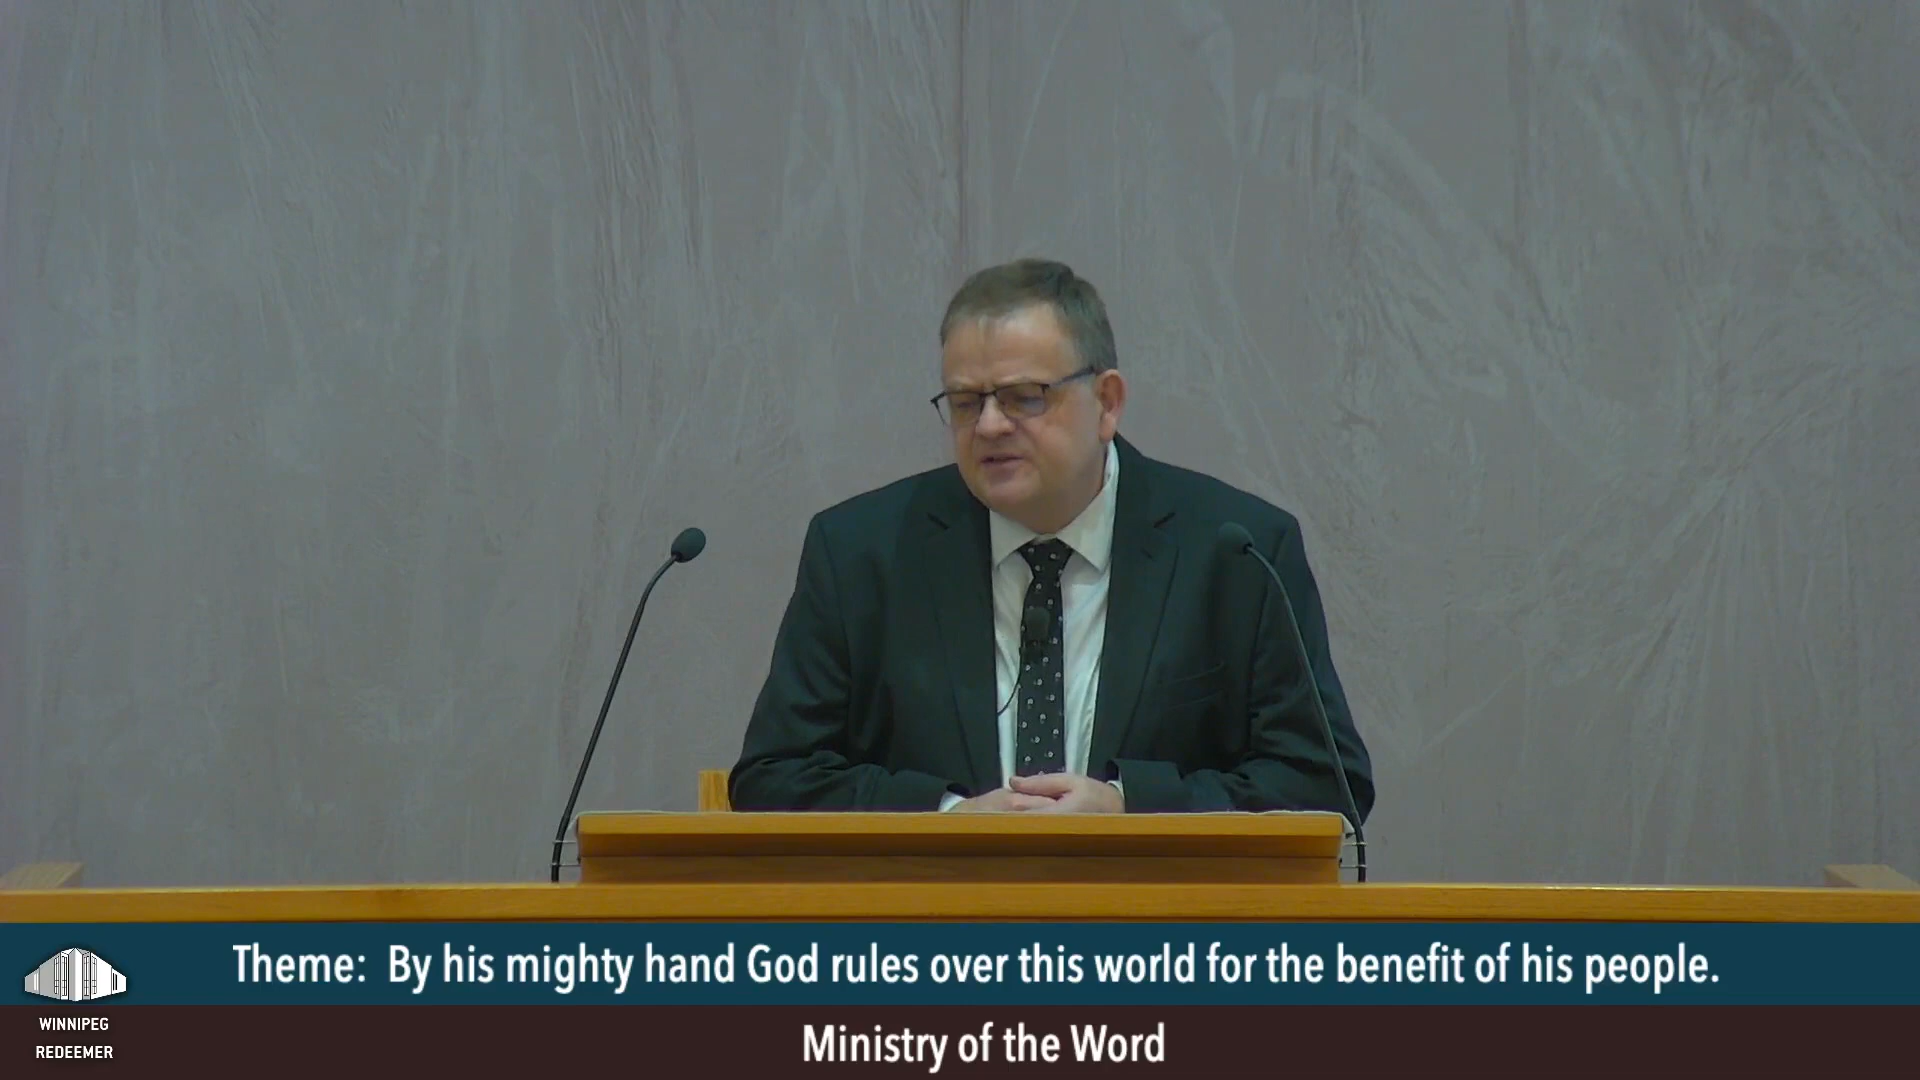 Theme:  By his mighty hand God rules over this world for the benefit of his people.
WINNIPEG
REDEEMER
Ministry of the Word